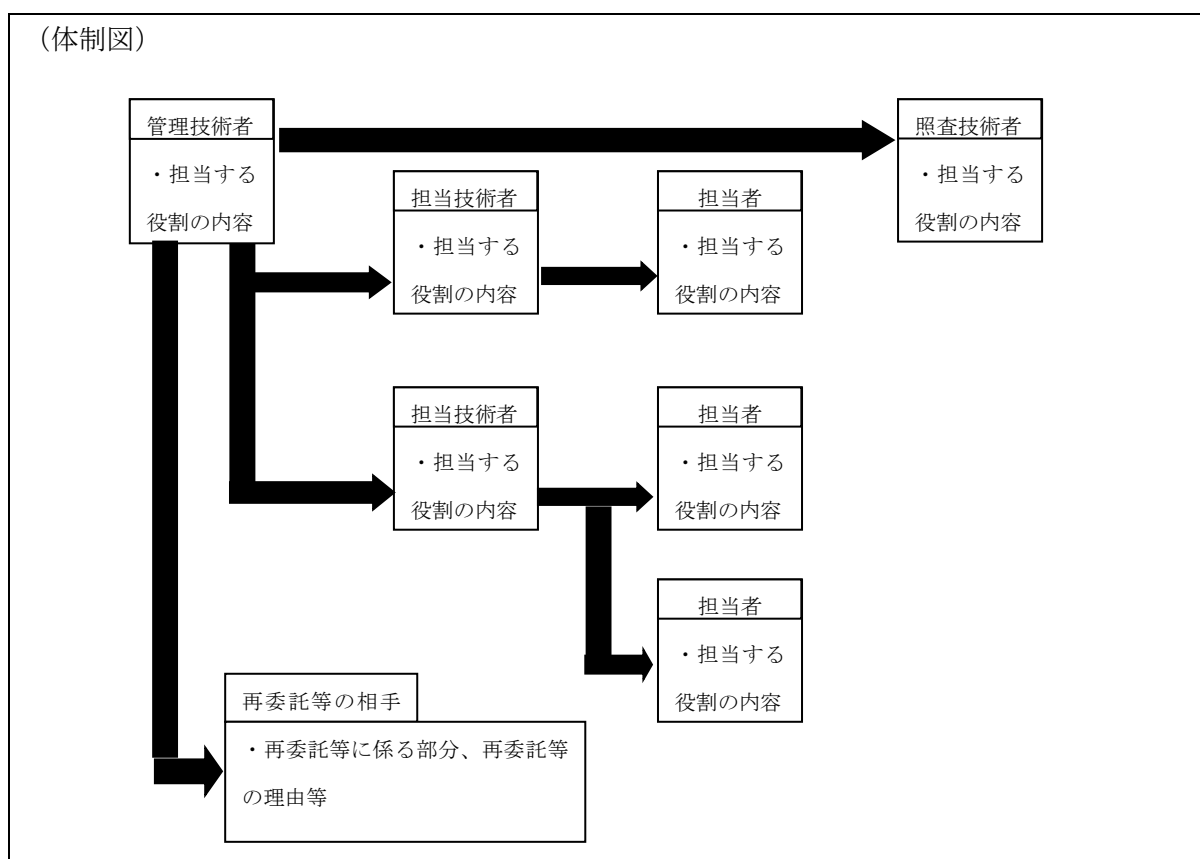 （体制図）
管理技術者
・担当する
役割の内容
照査技術者
・担当する
役割の内容
担当技術者
・担当する
役割の内容
担当者
・担当する
役割の内容
担当技術者
・担当する
役割の内容
担当者
・担当する
役割の内容
担当者
・担当する
役割の内容
再委託等の相手
・再委託等に係る部分、再委託等
の理由等